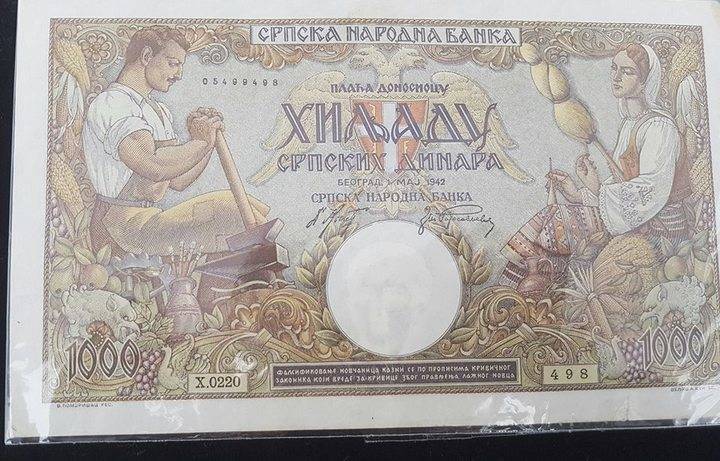 СРПСКА НАРОДНА БАНКА
05499498
ПЛАЋА ДОНОСИОЦУ
ХИЉАДУ
СРПСКИХ ДИНАРА
БЕОГРАД, 1. МАЈ 1942
СРПСКА НАРОДНА БАНКА
1000
1000
X.0220
ФАЛСИФИКОВАЊЕ НОВЧАНИЦА КАЗНИ СЕ ПО ПРОПИСИМА КРИВИЧНОГ
ЗАКОНИКА КОЈИ ВРЕДЕ ЗА КРИВИЦЕ ЗБОГ ПРАВЉЕЊА ЛАЖНОГ НОВЦА
498